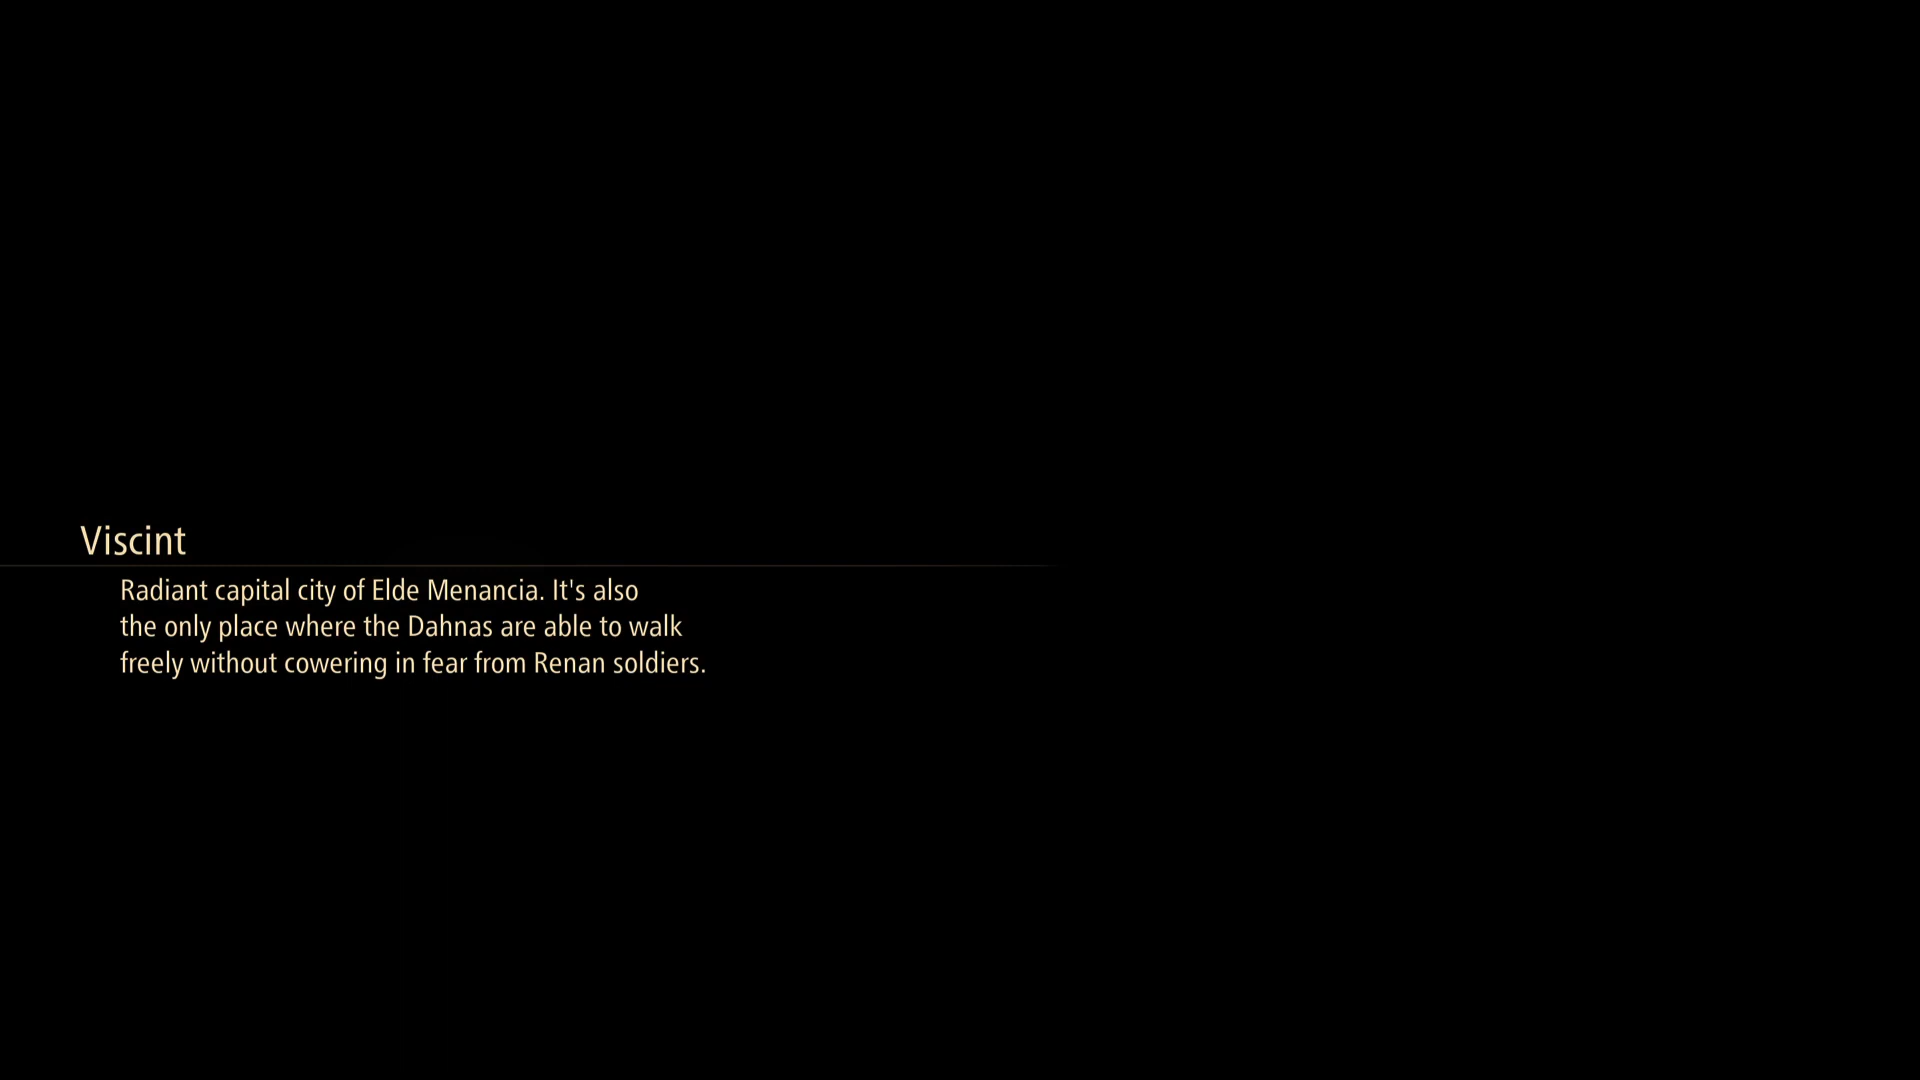 Viscint
Radiant capital city of Elde Menancia. It's also
the only place where the Dahnas are able to walk
freely without cowering in fear from Renan soldiers.